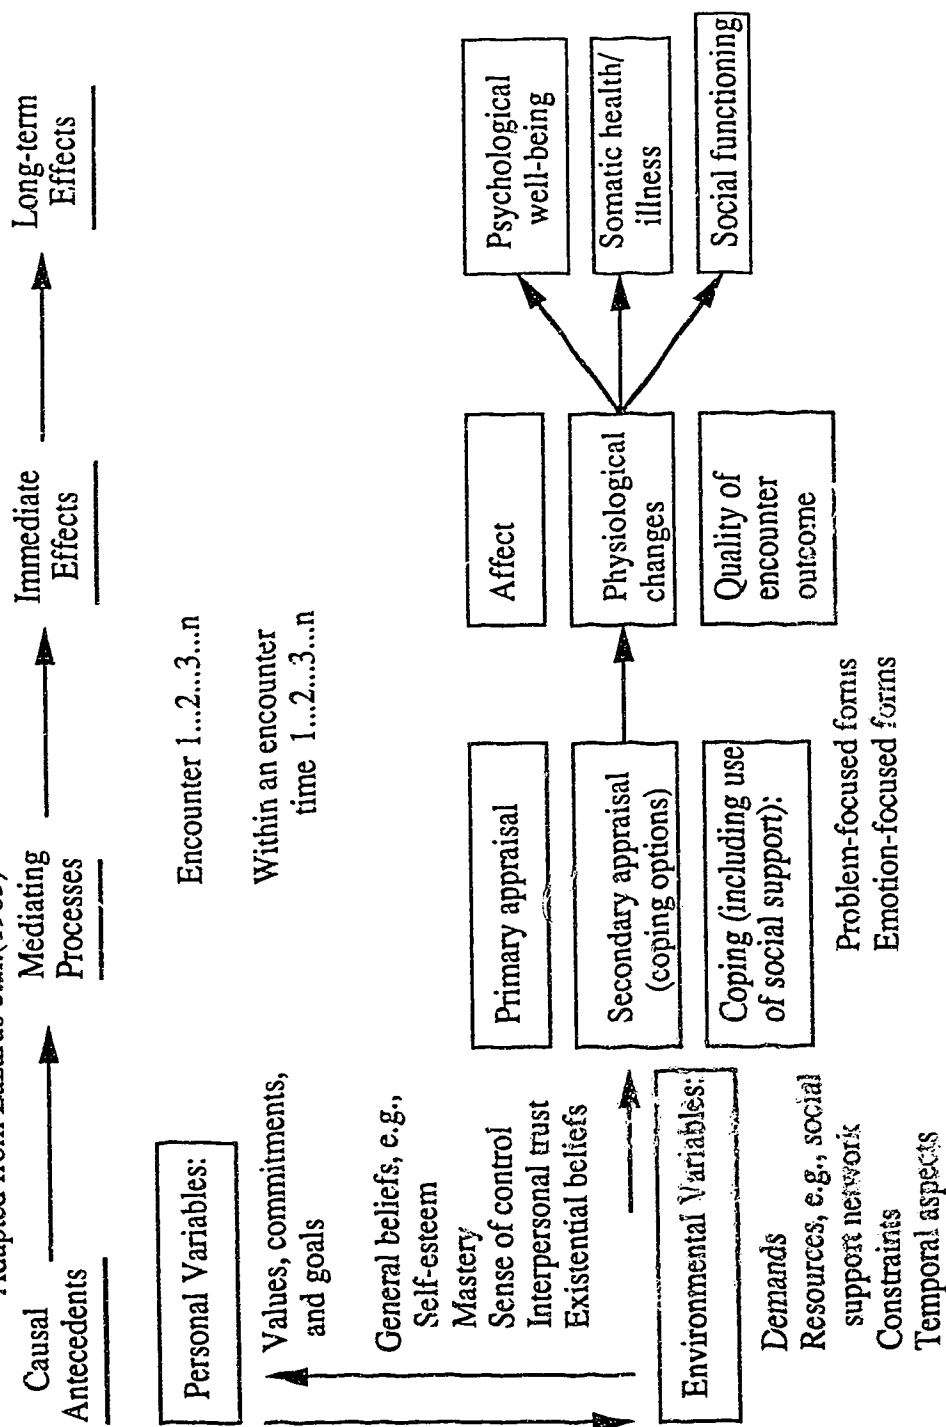 Adapted from Lazarus
Causal
Antecedents
Mediating
Processes
Immediate
Effects
Long-term
Effects
Personal Variables:
Values, commitments,
and goals
General beliefs, e.g.,
Self-esteem
Mastery
Sense of control
Interpersonal trust
Existential beliefs
Environmental Variables:
Demands
Resources, e.g., social
support network
Constraints
Temporal aspects
Encounter 1...2...3...n
Within an encounter
time 1...2...3...n
Primary appraisal
Secondary appraisal
(coping options)
Coping (including use
of social support):
Problem-focused forms
Emotion-focused forms
Affect
Physiological
changes
Quality of
encounter
outcome
Psychological
well-being
Somatic health/
illness
Social functioning